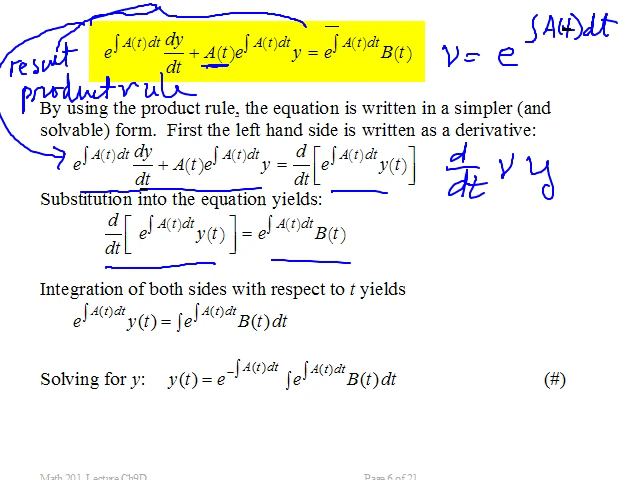 e^{∫A(t)dt} dy/dt + A(t)e^{∫A(t)dt} y = e^{∫A(t)dt} B(t)
ν = e^{∫A(t)dt}
result
product rule
By using the product rule, the equation is written in a simpler (and
solvable) form. First the left hand side is written as a derivative:
e^{∫A(t)dt} dy/dt + A(t)e^{∫A(t)dt} y = d/dt [e^{∫A(t)dt} y(t)]
d/dt ν y
Substitution into the equation yields:
d/dt [e^{∫A(t)dt} y(t)] = e^{∫A(t)dt} B(t)
Integration of both sides with respect to t yields
e^{∫A(t)dt} y(t) = ∫e^{∫A(t)dt} B(t) dt
Solving for y: y(t) = e^{-∫A(t)dt} ∫e^{∫A(t)dt} B(t) dt (#)
Math 201 Lecture Ch9D Page 6 of 21